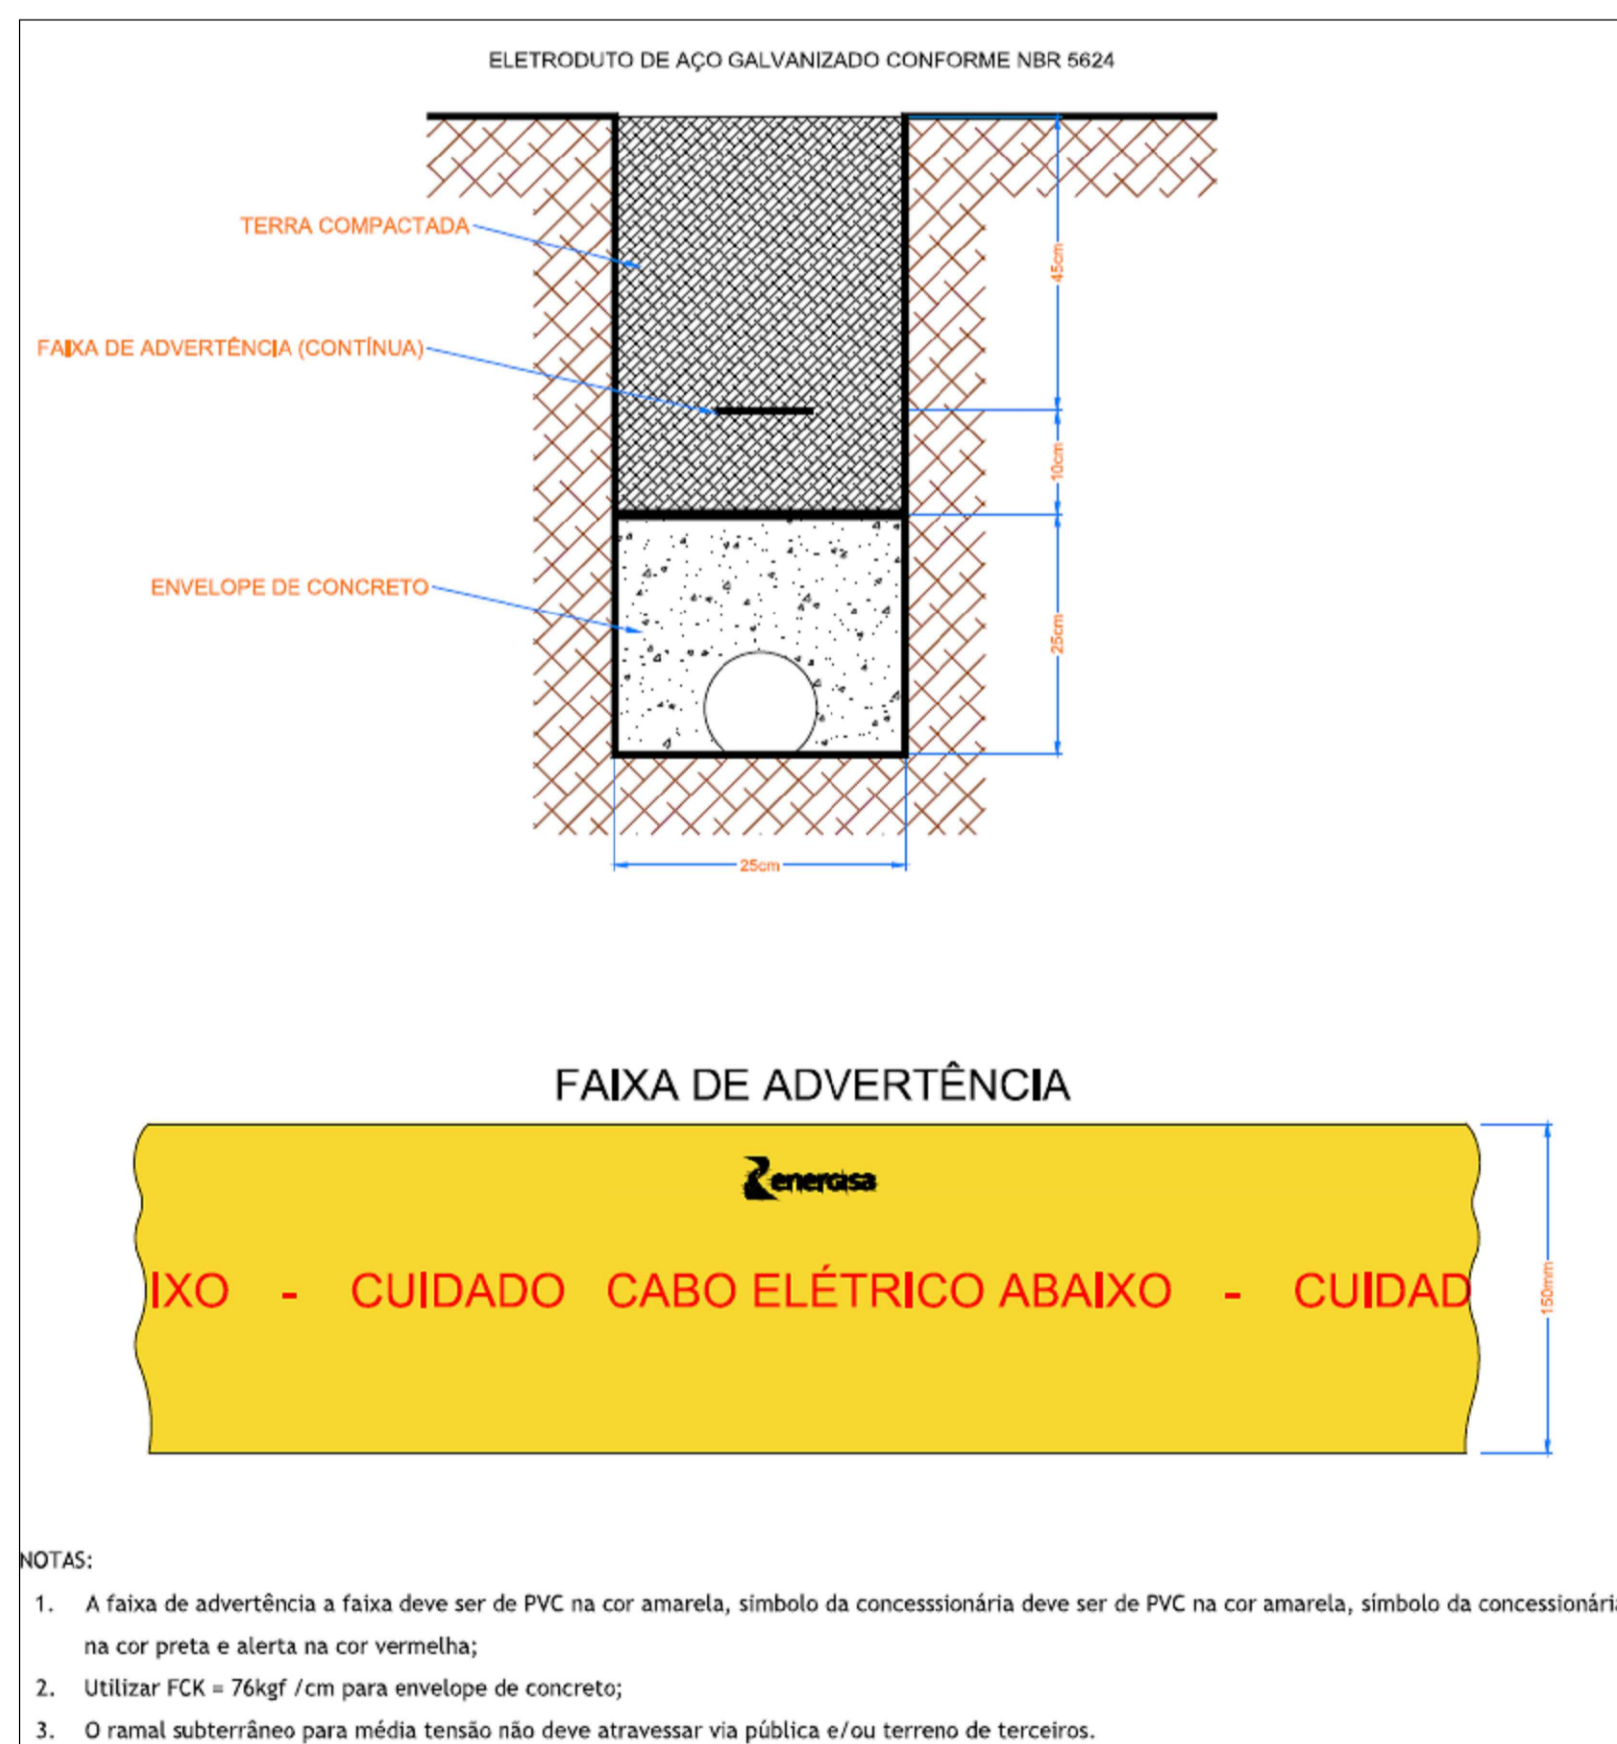 ELETRODUTO DE AÇO GALVANIZADO CONFORME NBR 5624
TERRA COMPACTADA
45cm
FAIXA DE ADVERTÊNCIA (CONTÍNUA)
10cm
ENVELOPE DE CONCRETO
25cm
25cm
FAIXA DE ADVERTÊNCIA
IXO - CUIDADO CABO ELÉTRICO ABAIXO - CUIDAD
150mm
NOTAS:
1. A faixa de advertência a faixa deve ser de PVC na cor amarela, simbolo da concesssionária deve ser de PVC na cor amarela, símbolo da concessionári
na cor preta e alerta na cor vermelha;
2. Utilizar FCK = 76kgf /cm para envelope de concreto;
3. O ramal subterrâneo para média tensão não deve atravessar via pública e/ou terreno de terceiros.